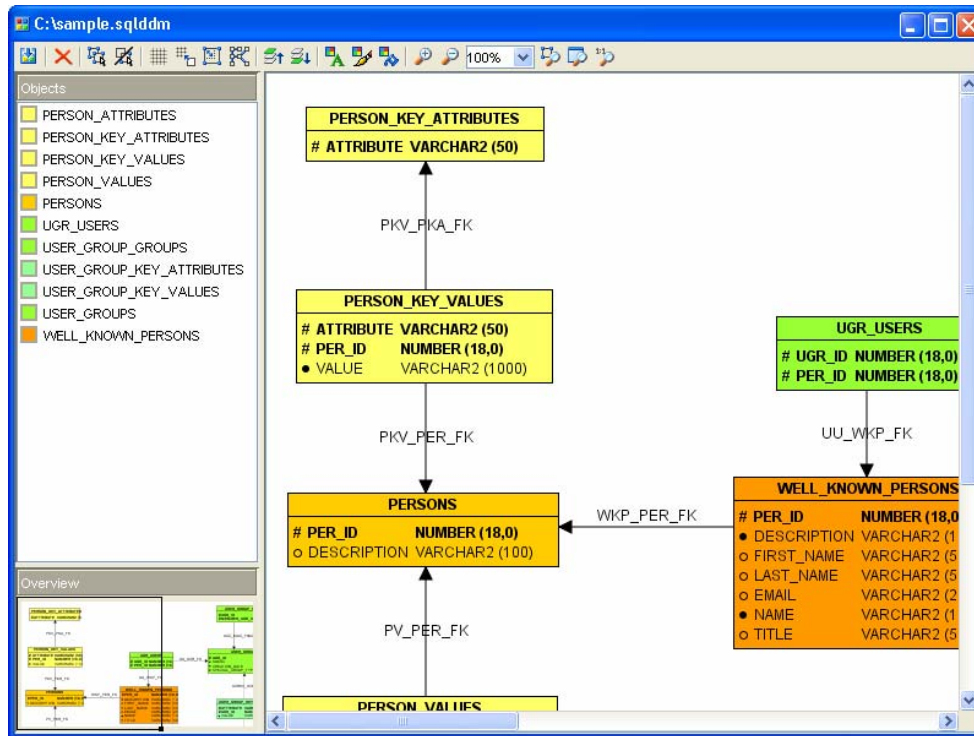 C:\sample.sqlddm
100%
1:1
Objects
PERSON_ATTRIBUTES
PERSON_KEY_ATTRIBUTES
PERSON_KEY_VALUES
PERSON_VALUES
PERSONS
UGR_USERS
USER_GROUP_GROUPS
USER_GROUP_KEY_ATTRIBUTES
USER_GROUP_KEY_VALUES
USER_GROUPS
WELL_KNOWN_PERSONS
Overview
PERSON_KEY_ATTRIBUTES
# ATTRIBUTE VARCHAR2 (50)
PKV_PKA_FK
PERSON_KEY_VALUES
# ATTRIBUTE VARCHAR2 (50)
# PER_ID NUMBER (18,0)
● VALUE VARCHAR2 (1000)
PKV_PER_FK
PERSONS
# PER_ID NUMBER (18,0)
○ DESCRIPTION VARCHAR2 (100)
PV_PER_FK
PERSON_VALUES
WKP_PER_FK
UGR_USERS
# UGR_ID NUMBER (18,0)
# PER_ID NUMBER (18,0)
UU_WKP_FK
WELL_KNOWN_PERSONS
# PER_ID NUMBER (18,0
● DESCRIPTION VARCHAR2 (1
○ FIRST_NAME VARCHAR2 (5
○ LAST_NAME VARCHAR2 (5
○ EMAIL VARCHAR2 (2
● NAME VARCHAR2 (1
○ TITLE VARCHAR2 (5